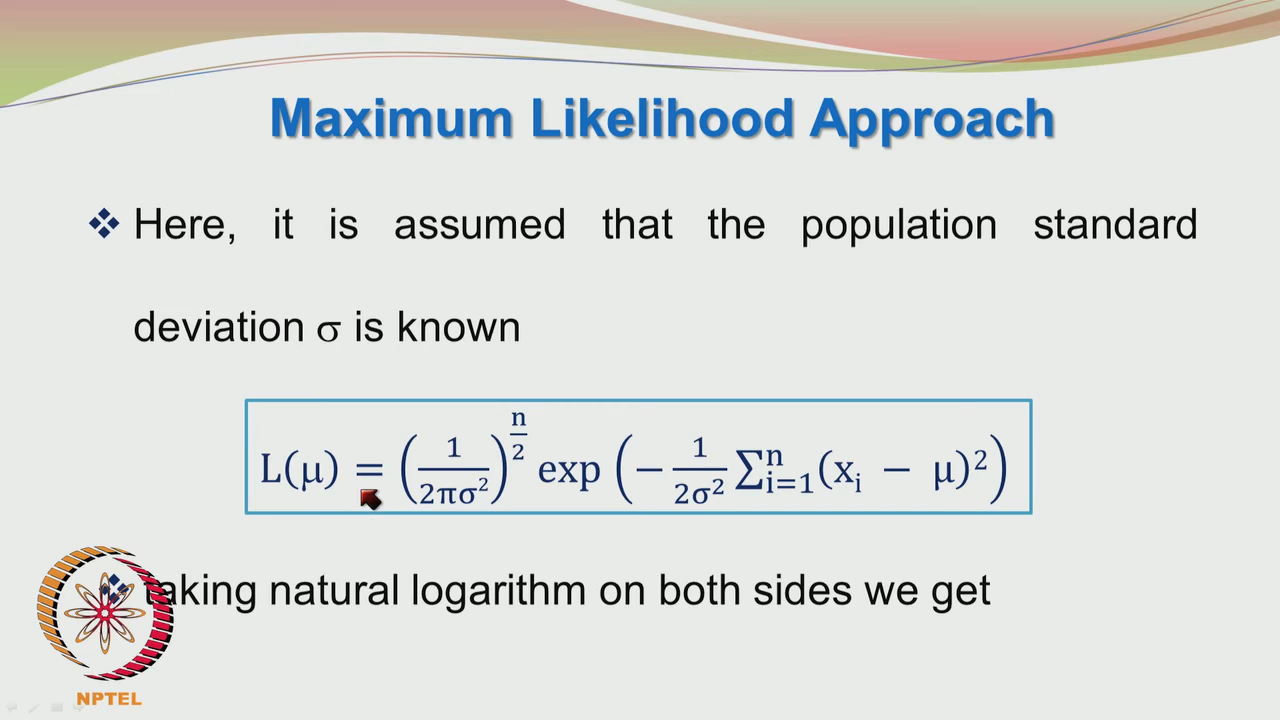 Maximum Likelihood Approach
❖ Here, it is assumed that the population standard
deviation σ is known
L(μ) = (1/2πσ²)^(n/2) exp (− 1/2σ² ∑ⁿᵢ₌₁(xᵢ − μ)²)
❖ taking natural logarithm on both sides we get
NPTEL